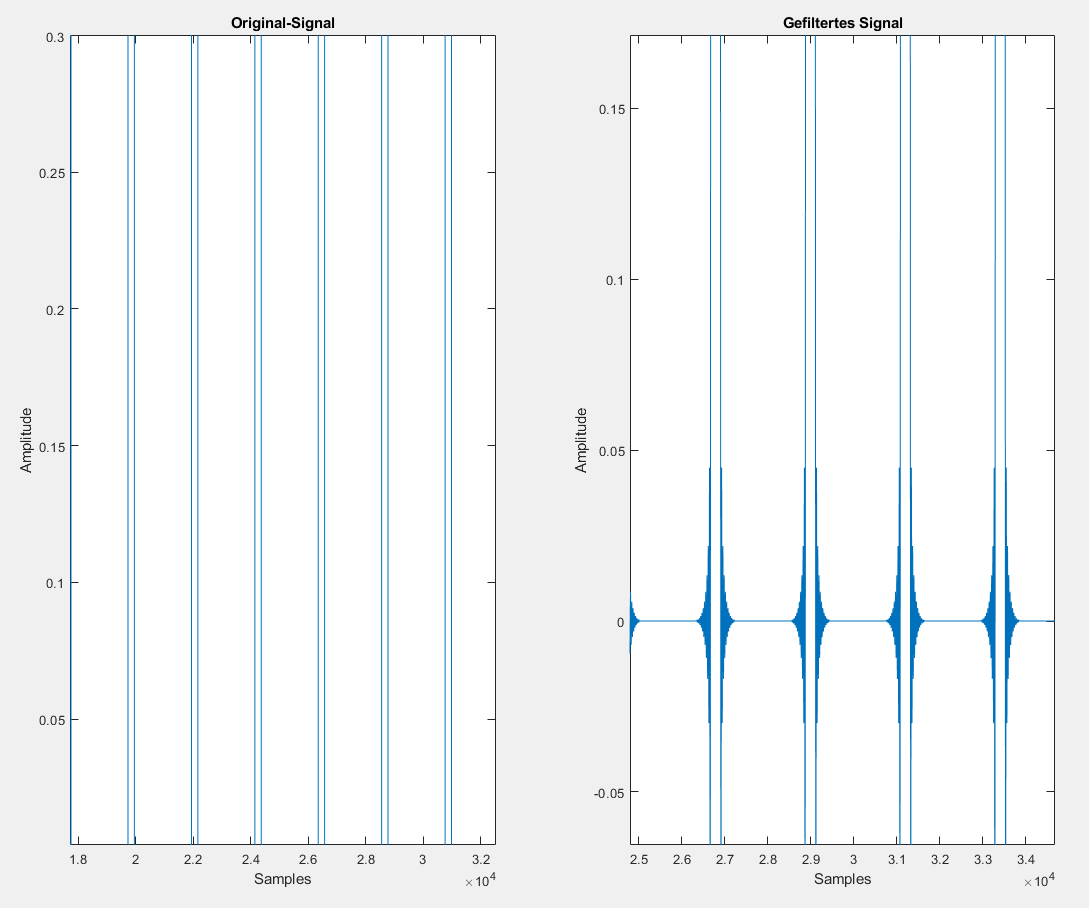 Original-Signal
0.3
0.25
0.2
0.15
0.1
0.05
Amplitude
1.8 2 2.2 2.4 2.6 2.8 3 3.2
Samples
×10⁴
Gefiltertes Signal
0.15
0.1
0.05
0
-0.05
Amplitude
2.5 2.6 2.7 2.8 2.9 3 3.1 3.2 3.3 3.4
Samples
×10⁴